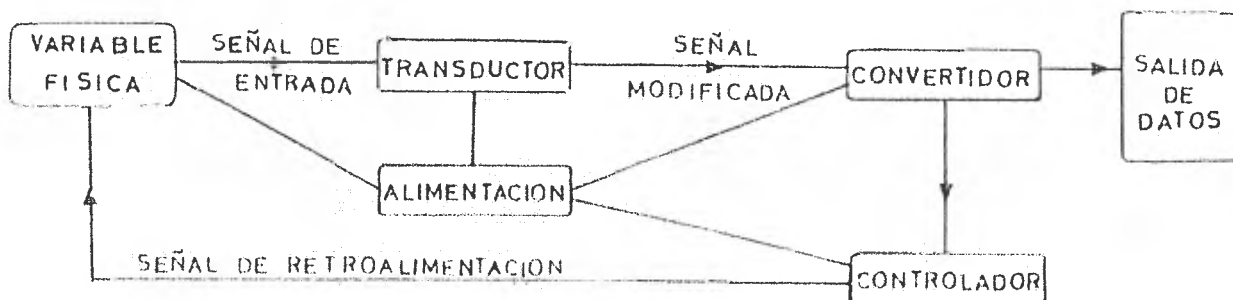 VARIABLE
FISICA
SEÑAL DE
ENTRADA
TRANSDUCTOR
SEÑAL
MODIFICADA
CONVERTIDOR
SALIDA
DE
DATOS
ALIMENTACION
SEÑAL DE RETROALIMENTACION
CONTROLADOR